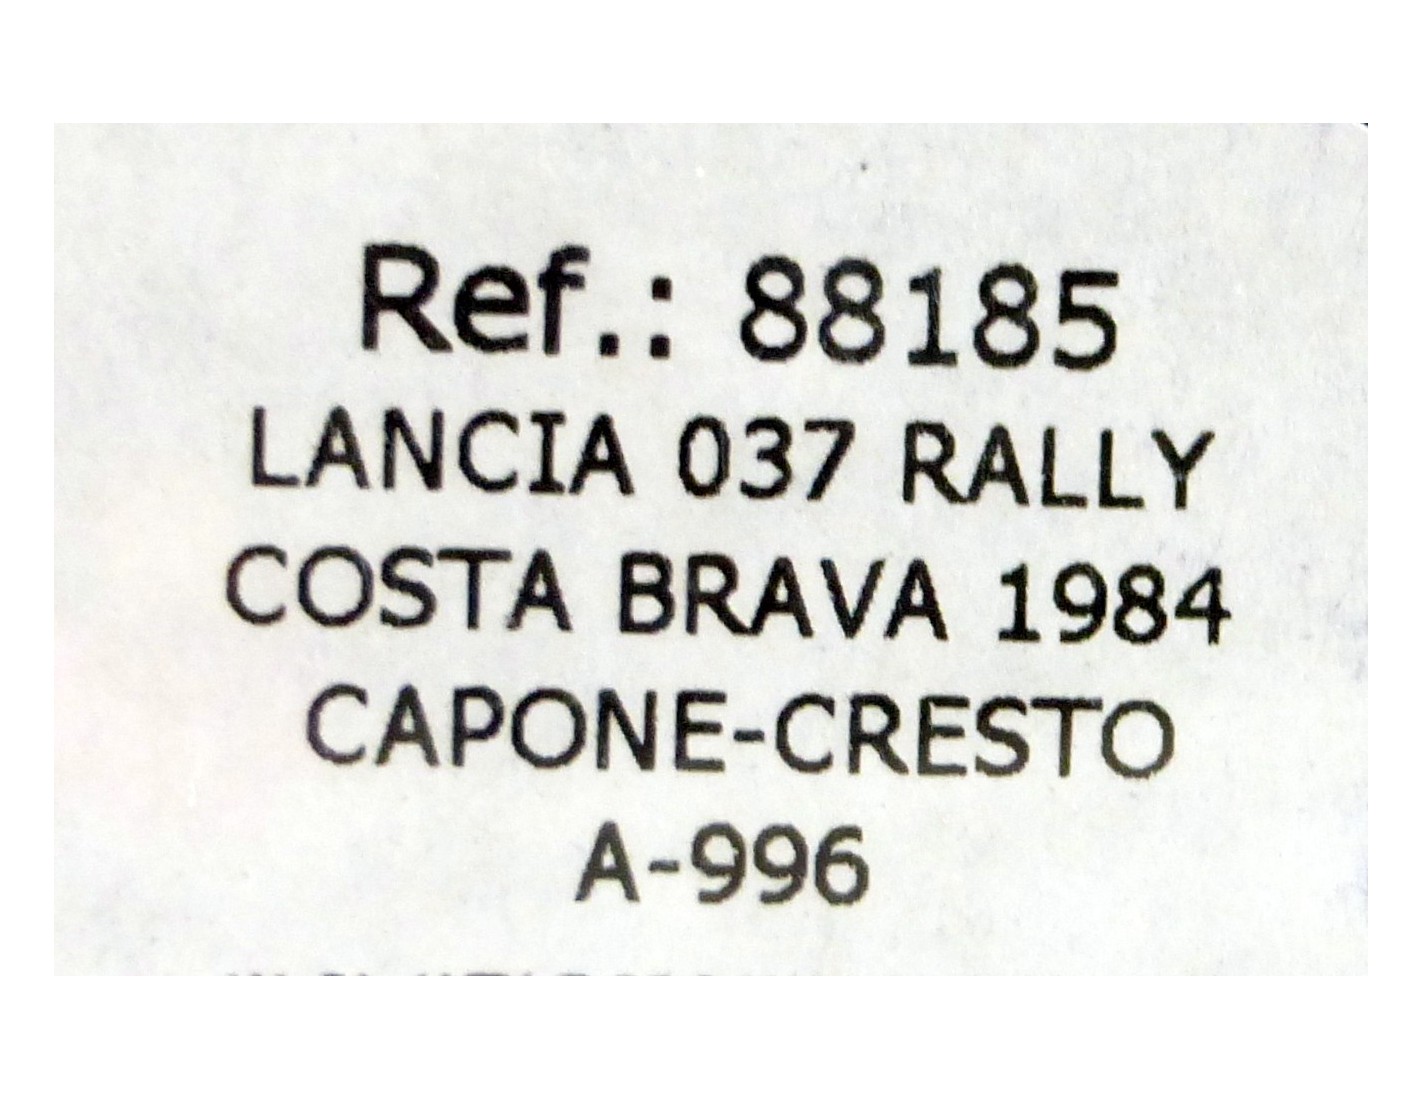 Ref.: 88185
LANCIA 037 RALLY
COSTA BRAVA 1984
CAPONE-CRESTO
A-996